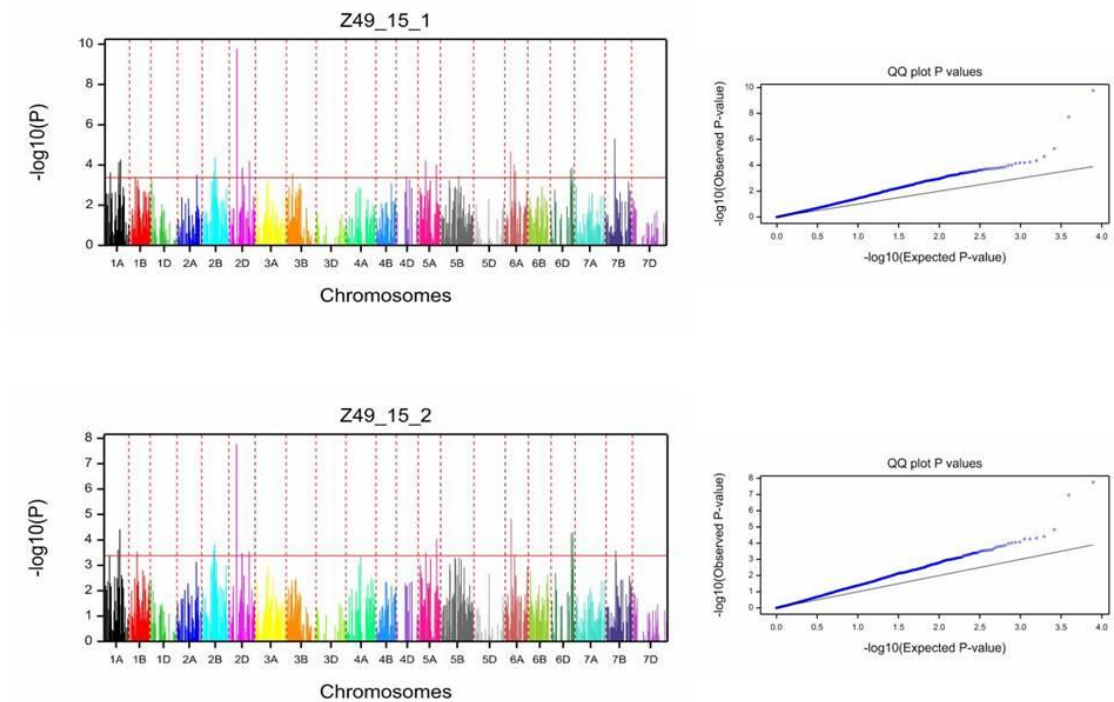 Z49_15_1
-log10(P)
10
8
6
4
2
0
1A 1B 1D 2A 2B 2D 3A 3B 3D 4A 4B 4D 5A 5B 5D 6A 6B 6D 7A 7B 7D
Chromosomes
QQ plot P values
-log10(Observed P-value)
10
8
6
4
2
0
0.0 0.5 1.0 1.5 2.0 2.5 3.0 3.5 4.0
-log10(Expected P-value)
Z49_15_2
-log10(P)
8
7
6
5
4
3
2
1
0
1A 1B 1D 2A 2B 2D 3A 3B 3D 4A 4B 4D 5A 5B 5D 6A 6B 6D 7A 7B 7D
Chromosomes
QQ plot P values
-log10(Observed P-value)
8
7
6
5
4
3
2
1
0
0.0 0.5 1.0 1.5 2.0 2.5 3.0 3.5 4.0
-log10(Expected P-value)